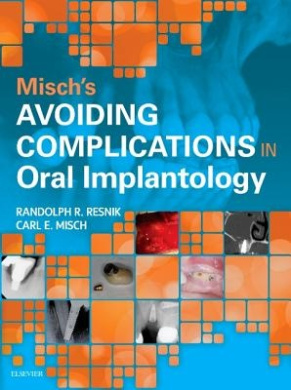 Misch's
AVOIDING
COMPLICATIONS IN
Oral Implantology
RANDOLPH R. RESNIK
CARL E. MISCH
ELSEVIER